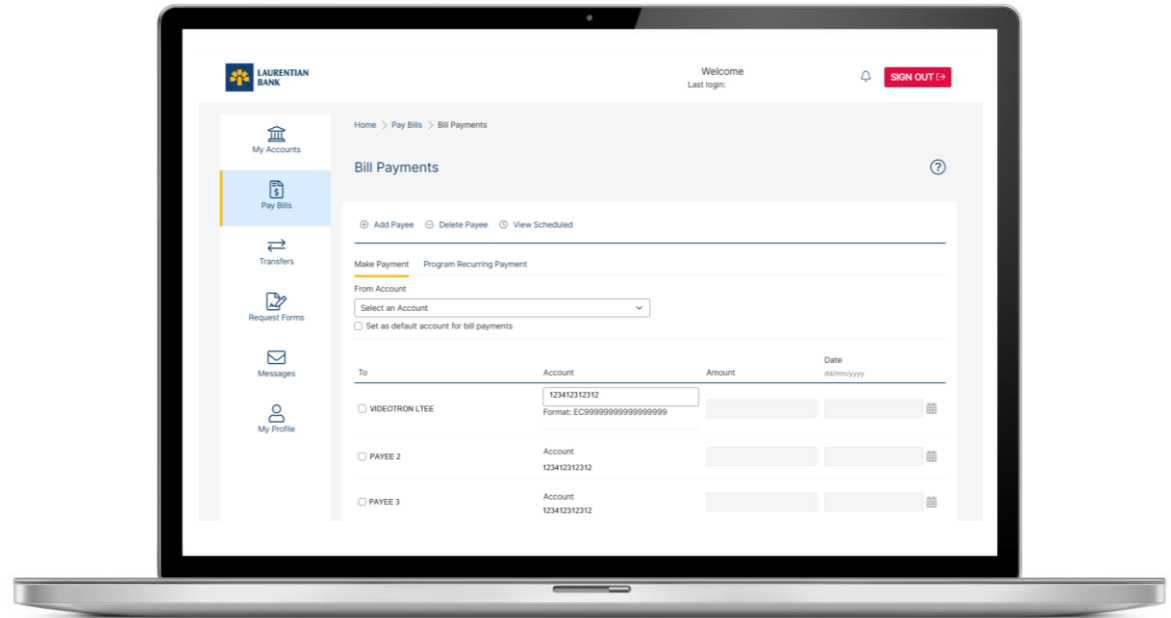 LAURENTIAN
BANK
Welcome
Last login:
SIGN OUT
My Accounts
Pay Bills
Transfers
Request Forms
Messages
My Profile
Home > Pay Bills > Bill Payments
Bill Payments
?
Add Payee Delete Payee View Scheduled
Make Payment Program Recurring Payment
From Account
Select an Account
Set as default account for bill payments
To Account Amount Date
dd/mm/yyyy
VIDEOTRON LTEE 123412312312
Format: EC99999999999999999
PAYEE 2 Account
123412312312
PAYEE 3 Account
123412312312